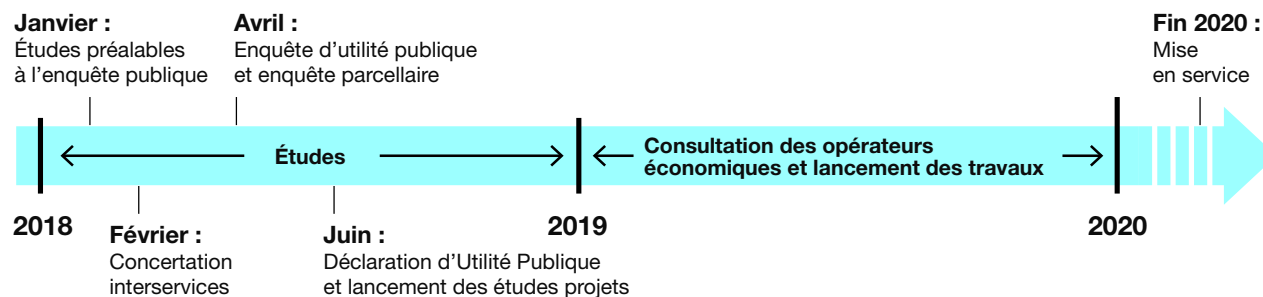 Janvier :
Études préalables
à l’enquête publique
Avril :
Enquête d’utilité publique
et enquête parcellaire
Fin 2020 :
Mise
en service
Études
Consultation des opérateurs
économiques et lancement des travaux
2018
2019
2020
Février :
Concertation
interservices
Juin :
Déclaration d’Utilité Publique
et lancement des études projets